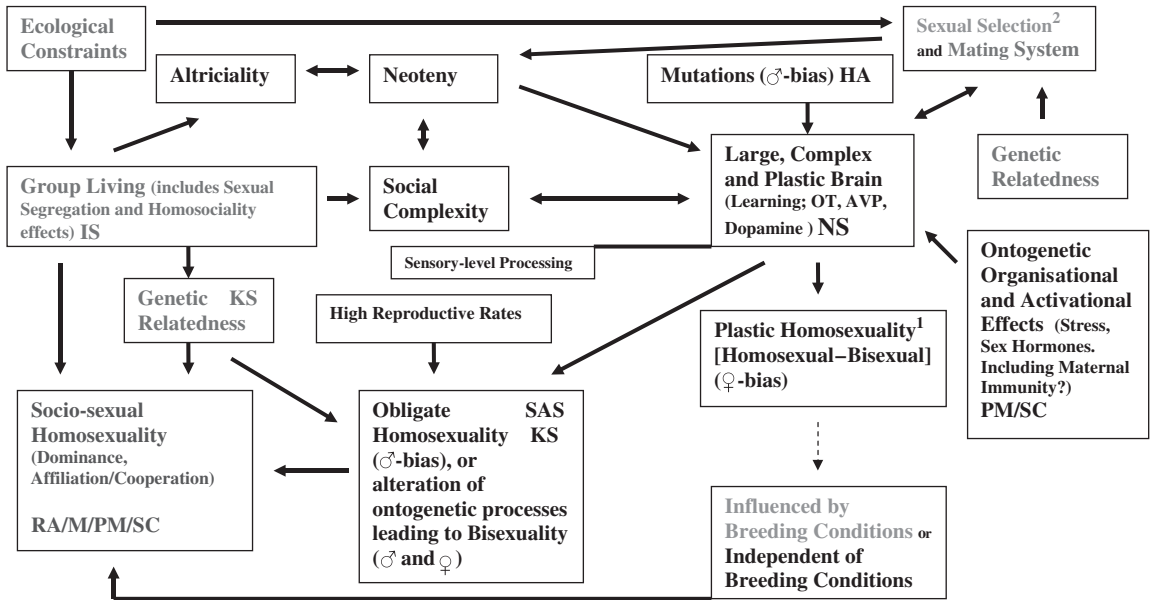 Ecological
Constraints
Sexual Selection²
and Mating System
Altriciality
Neoteny
Mutations (♂-bias) HA
Large, Complex
and Plastic Brain
(Learning; OT, AVP,
Dopamine ) NS
Genetic
Relatedness
Group Living (includes Sexual
Segregation and Homosociality
effects) IS
Social
Complexity
Sensory-level Processing
Ontogenetic
Organisational
and Activational
Effects (Stress,
Sex Hormones.
Including Maternal
Immunity?)
PM/SC
Genetic KS
Relatedness
High Reproductive Rates
Plastic Homosexuality¹
[Homosexual–Bisexual]
(♀-bias)
Socio-sexual
Homosexuality
(Dominance,
Affiliation/Cooperation)
RA/M/PM/SC
Obligate SAS
Homosexuality KS
(♂-bias), or
alteration of
ontogenetic processes
leading to Bisexuality
(♂ and ♀)
Influenced by
Breeding Conditions or
Independent of
Breeding Conditions